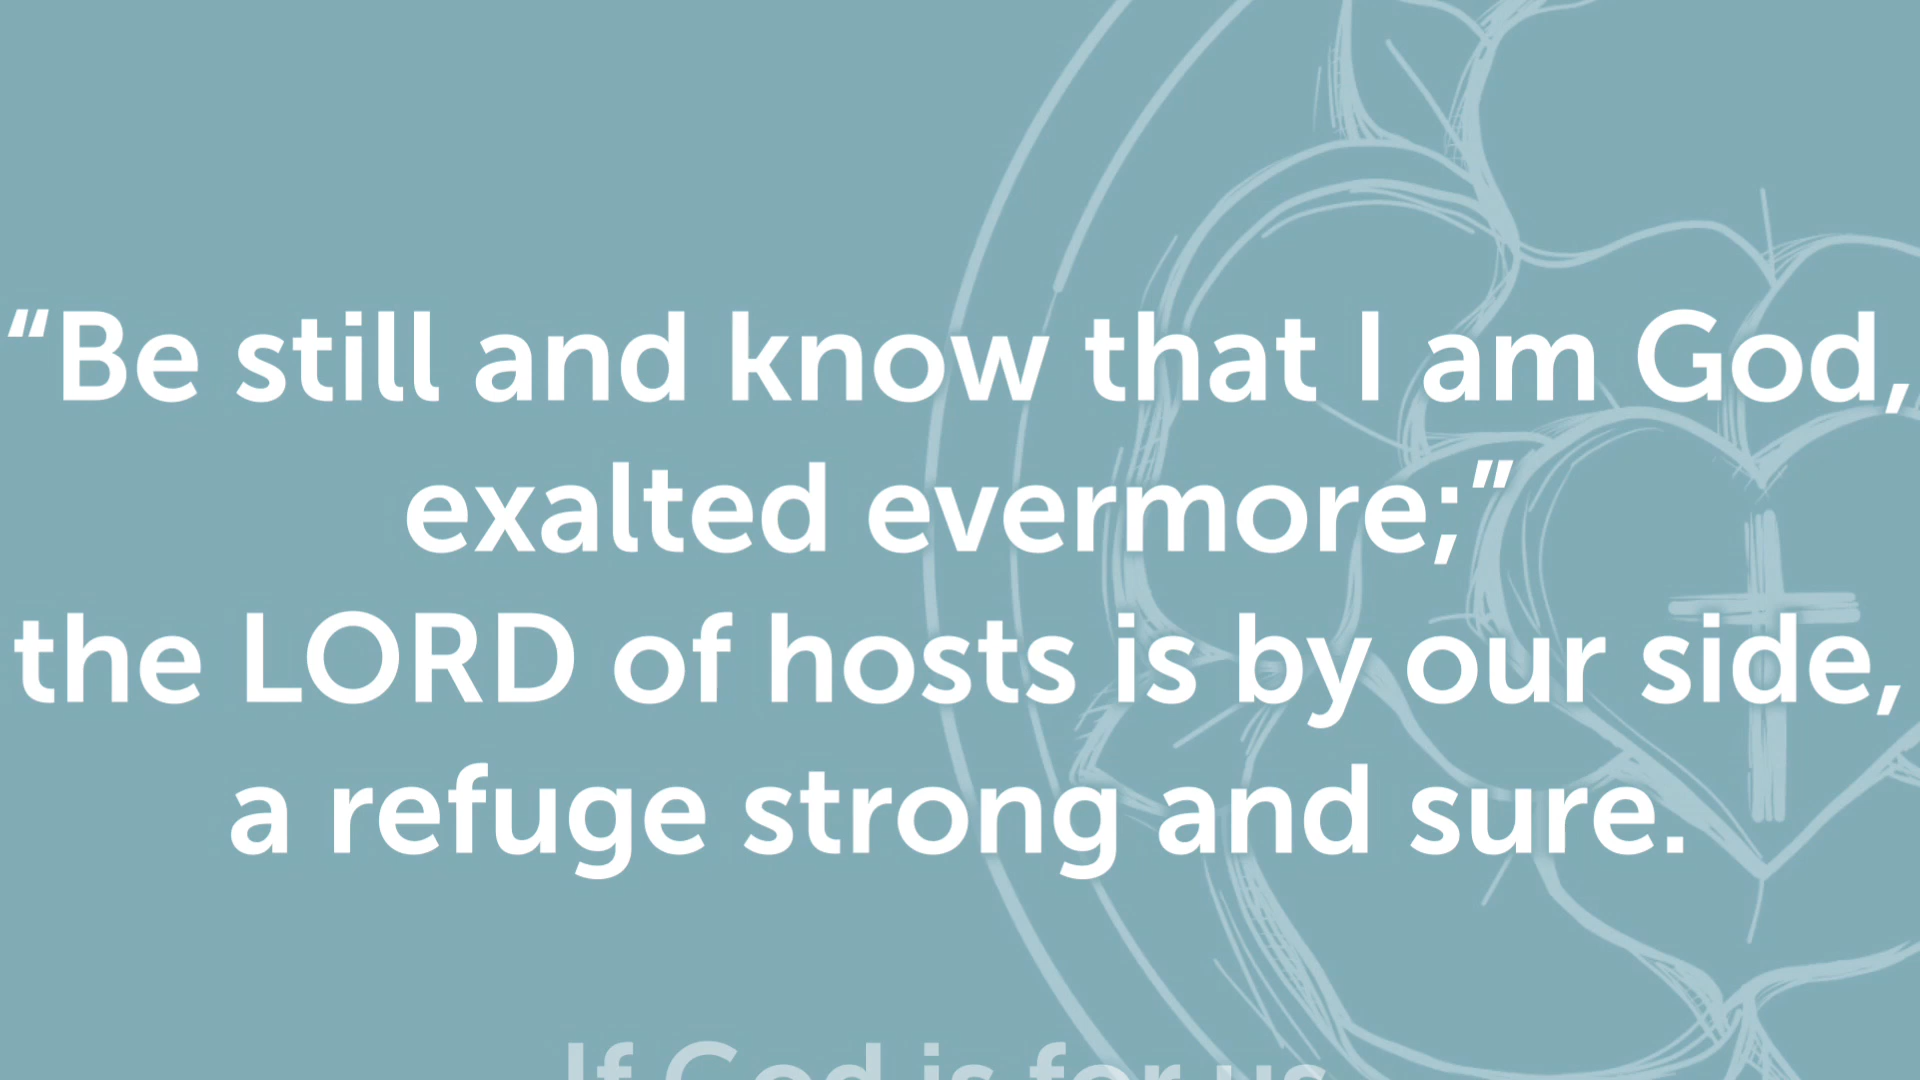 “Be still and know that I am God,
exalted evermore;”
the LORD of hosts is by our side,
a refuge strong and sure.
If God is for us